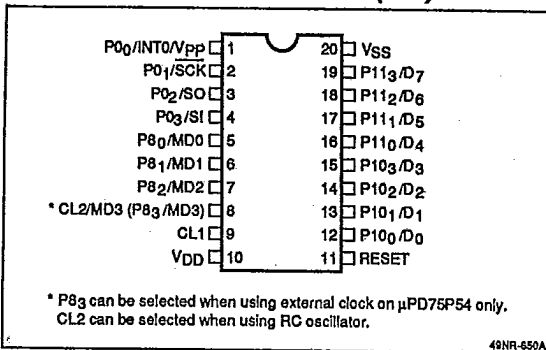 P00/INT0/VPP 1 20 VSS
P01/SCK 2 19 P113/D7
P02/SO 3 18 P112/D6
P03/SI 4 17 P111/D5
P80/MD0 5 16 P110/D4
P81/MD1 6 15 P103/D3
P82/MD2 7 14 P102/D2
* CL2/MD3 (P83/MD3) 8 13 P101/D1
CL1 9 12 P100/D0
VDD 10 11 RESET
* P83 can be selected when using external clock on µPD75P54 only.
CL2 can be selected when using RC oscillator.
49NR-650A